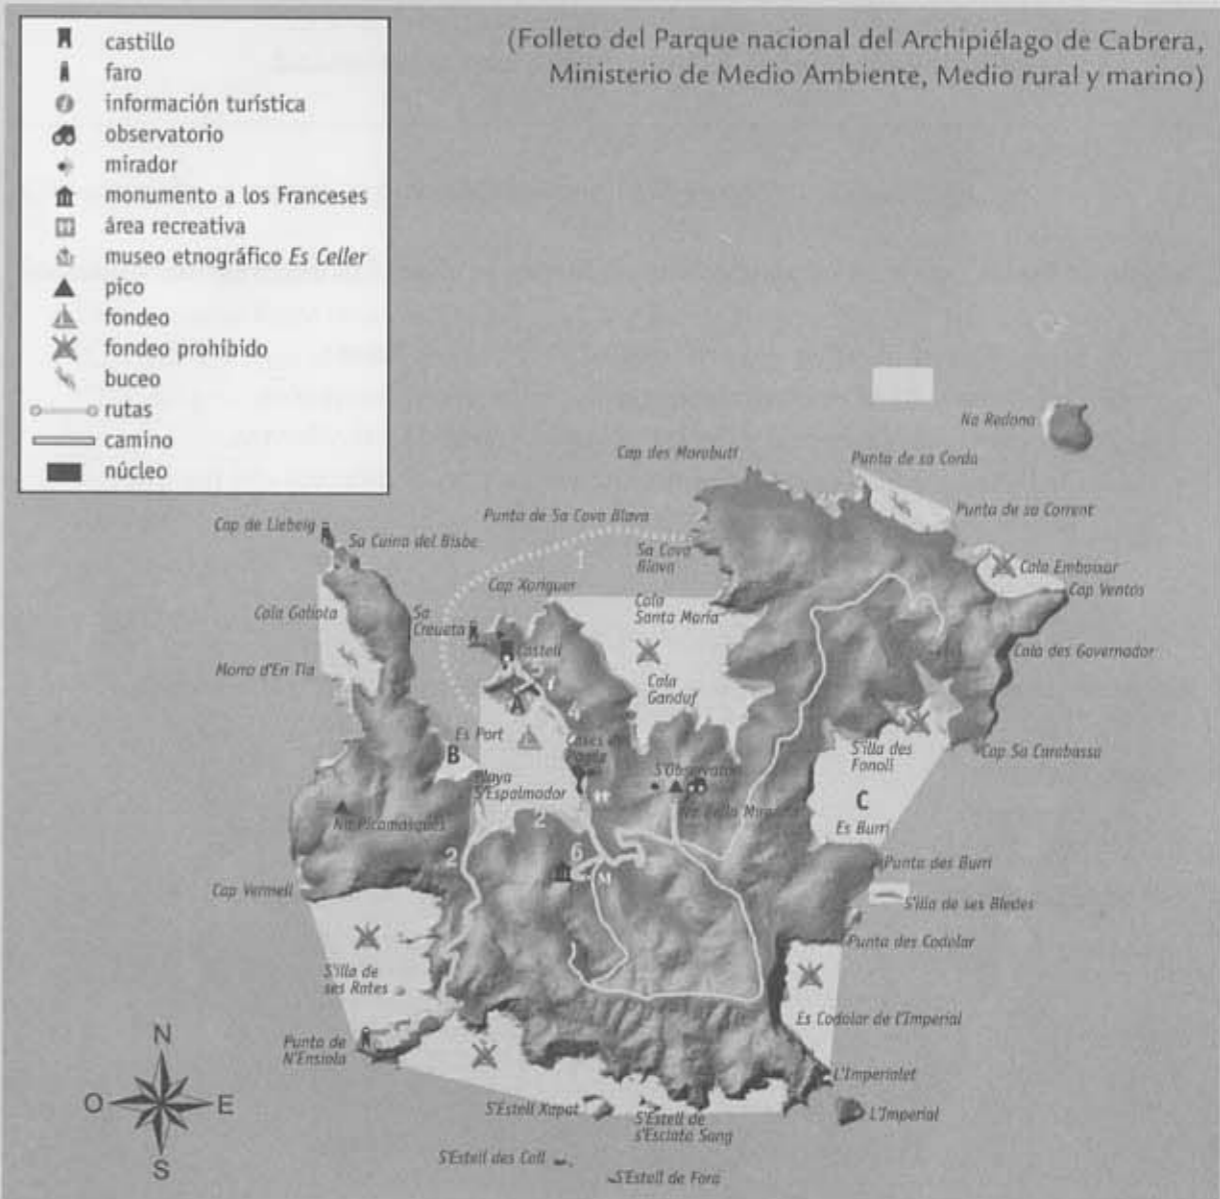 castillo
faro
información turística
observatorio
mirador
monumento a los Franceses
área recreativa
museo etnográfico Es Celler
pico
fondeo
fondeo prohibido
buceo
rutas
camino
núcleo
(Folleto del Parque nacional del Archipiélago de Cabrera,
Ministerio de Medio Ambiente, Medio rural y marino)
Na Redona
Cap des Morobutí
Punta de sa Corda
Punta de Sa Cova Blava
Punta de sa Corrent
Cap de Llebeig
Sa Cuina del Bisbe
1
Sa Cova
Blava
Cala Emboixar
Cap Ventós
Cap Xoriguer
Cala
Santa María
Cala Galiota
Sa
Creueta
Castell
Cala des Governador
Morro d'En Tia
Cala
Ganduf
A
4
Es Port
B
S'illa des
Fonoll
Cap Sa Carabassa
Playa
S'Espalmador
S'Observatori
C
Es Burri
Na Picamosques
2
2
6
M
Punta des Burri
Cap Vermell
S'illa de ses Bledes
Punta des Codolar
S'illa de
ses Rates
Es Codolar de l'Imperial
Punta de
N'Ensiola
L'Imperialet
S'Estell Xapat
S'Estell de
s'Esclata Sang
L'Imperial
S'Estell des Coll
S'Estell de Fora
N
O
E
S